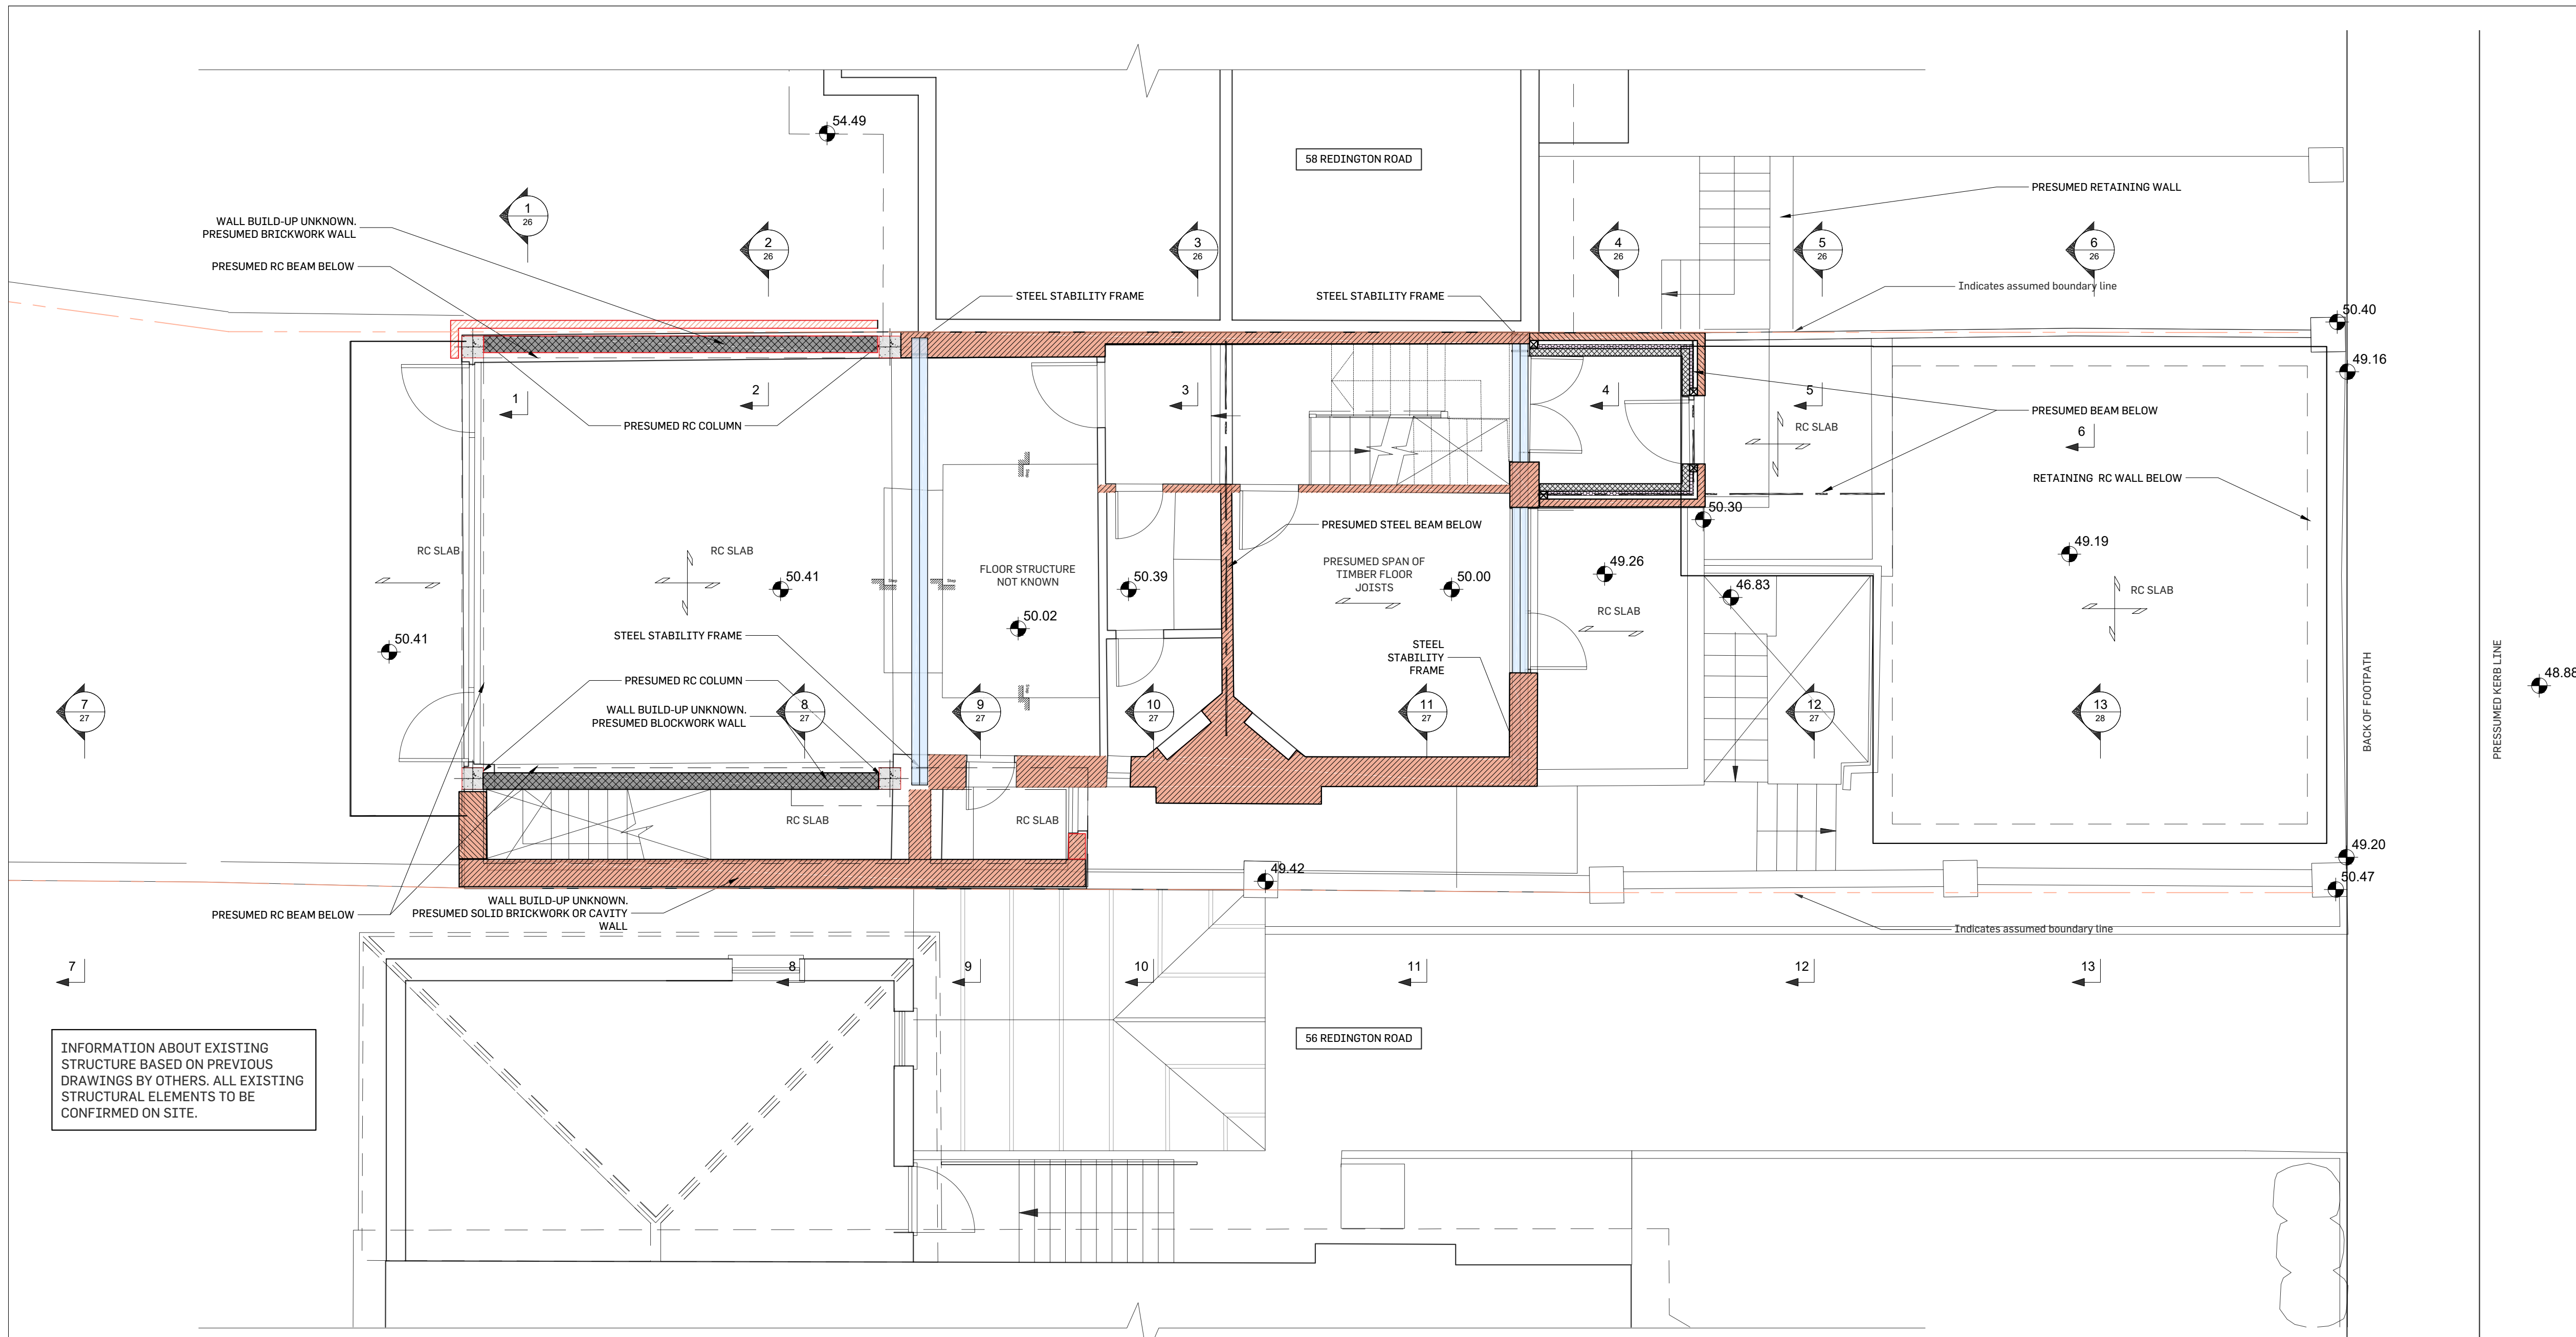 54.49
58 REDINGTON ROAD
PRESUMED RETAINING WALL
WALL BUILD-UP UNKNOWN.
PRESUMED BRICKWORK WALL
1
26
2
26
3
26
4
26
5
26
6
26
PRESUMED RC BEAM BELOW
STEEL STABILITY FRAME
STEEL STABILITY FRAME
Indicates assumed boundary line
50.40
49.16
1
2
3
4
5
6
PRESUMED RC COLUMN
RC SLAB
PRESUMED BEAM BELOW
RETAINING RC WALL BELOW
Step
50.30
PRESUMED STEEL BEAM BELOW
RC SLAB
RC SLAB
FLOOR STRUCTURE
NOT KNOWN
PRESUMED SPAN OF
TIMBER FLOOR
JOISTS
49.19
50.41
Step
Step
50.39
50.00
49.26
46.83
RC SLAB
RC SLAB
50.02
50.41
STEEL STABILITY FRAME
STEEL
STABILITY
FRAME
BACK OF FOOTPATH
PRESSUMED KERB LINE
48.88
PRESUMED RC COLUMN
Step
WALL BUILD-UP UNKNOWN.
PRESUMED BLOCKWORK WALL
7
27
8
27
9
27
10
27
11
27
12
27
13
28
RC SLAB
RC SLAB
49.20
49.42
50.47
PRESUMED RC BEAM BELOW
WALL BUILD-UP UNKNOWN.
PRESUMED SOLID BRICKWORK OR CAVITY
WALL
Indicates assumed boundary line
7
8
9
10
11
12
13
56 REDINGTON ROAD
INFORMATION ABOUT EXISTING
STRUCTURE BASED ON PREVIOUS
DRAWINGS BY OTHERS. ALL EXISTING
STRUCTURAL ELEMENTS TO BE
CONFIRMED ON SITE.